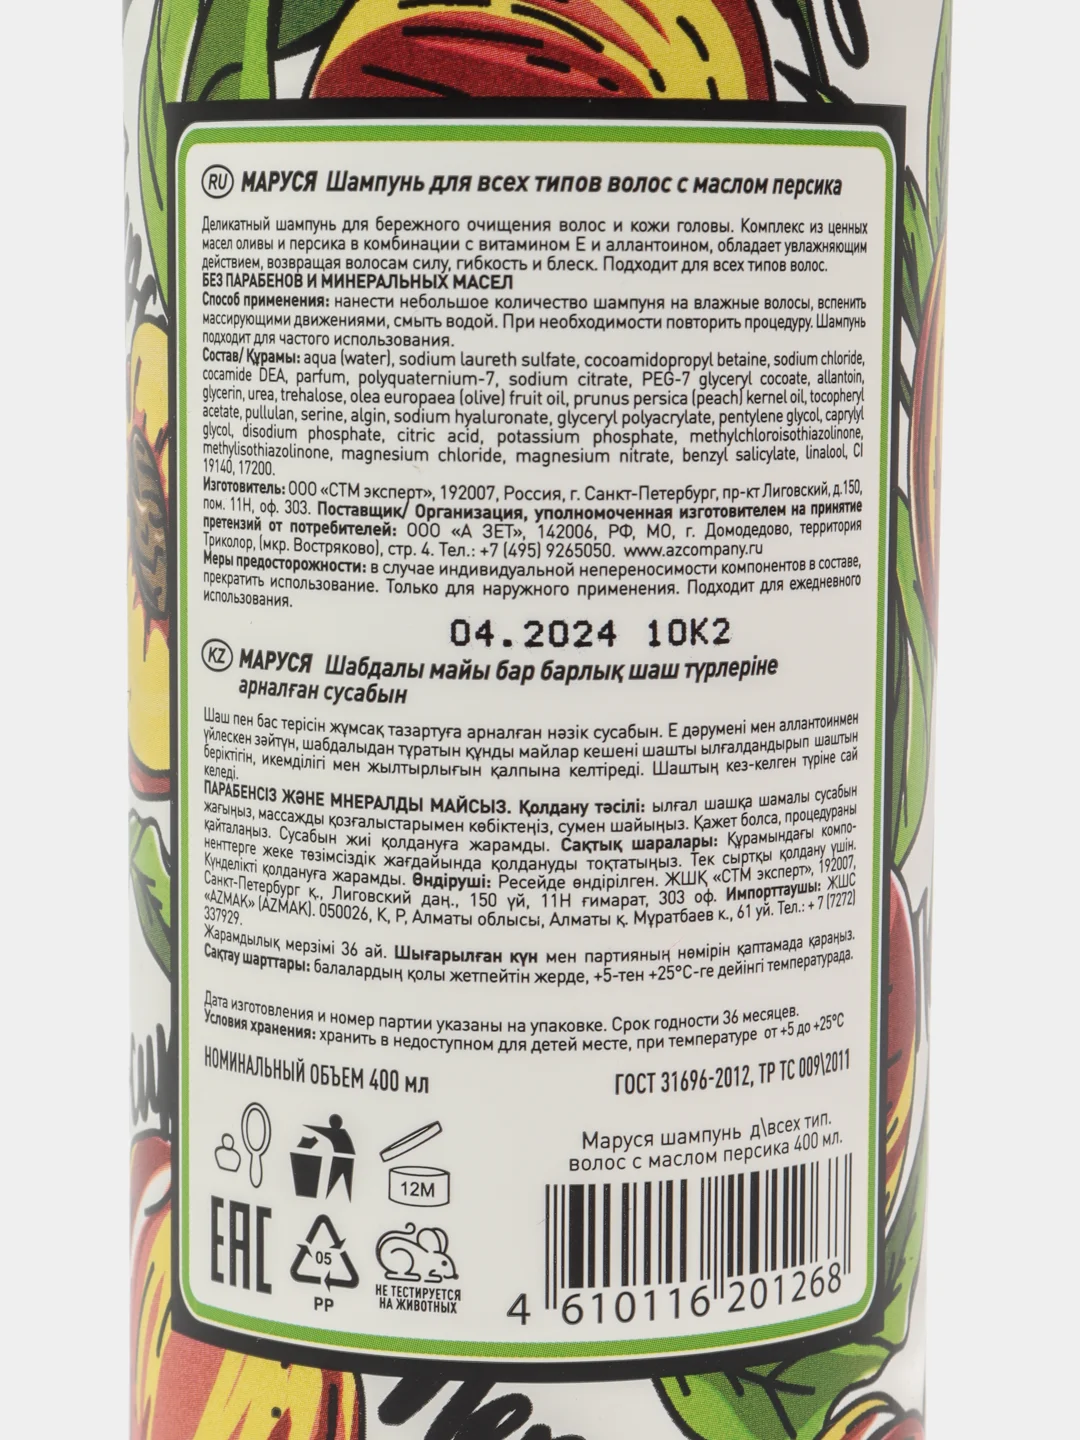 RU МАРУСЯ Шампунь для всех типов волос с маслом персика
Деликатный шампунь для бережного очищения волос и кожи головы. Комплекс из ценных
масел оливы и персика в комбинации с витамином Е и аллантоином, обладает увлажняющим
действием, возвращая волосам силу, гибкость и блеск. Подходит для всех типов волос.
БЕЗ ПАРАБЕНОВ И МИНЕРАЛЬНЫХ МАСЕЛ
Способ применения: нанести небольшое количество шампуня на влажные волосы, вспенить
массирующими движениями, смыть водой. При необходимости повторить процедуру. Шампунь
подходит для частого использования.
Состав/ Құрамы: aqua (water), sodium laureth sulfate, cocoamidopropyl betaine, sodium chloride,
cocamide DEA, parfum, polyquaternium-7, sodium citrate, PEG-7 glyceryl cocoate, allantoin,
glycerin, urea, trehalose, olea europaea (olive) fruit oil, prunus persica (peach) kernel oil, tocopheryl
acetate, pullulan, serine, algin, sodium hyaluronate, glyceryl polyacrylate, pentylene glycol, caprylyl
glycol, disodium phosphate, citric acid, potassium phosphate, methylchloroisothiazolinone,
methylisothiazolinone, magnesium chloride, magnesium nitrate, benzyl salicylate, linalool, CI
19140, 17200.
Изготовитель: ООО «СТМ эксперт», 192007, Россия, г. Санкт-Петербург, пр-кт Лиговский, д.150,
пом. 11Н, оф. 303. Поставщик/ Организация, уполномоченная изготовителем на принятие
претензий от потребителей: ООО «А ЗЕТ», 142006, РФ, МО, г. Домодедово, территория
Триколор, (мкр. Востряково), стр. 4. Тел.: +7 (495) 9265050. www.azcompany.ru
Меры предосторожности: в случае индивидуальной непереносимости компонентов в составе,
прекратить использование. Только для наружного применения. Подходит для ежедневного
использования.
04.2024 10K2
KZ МАРУСЯ Шабдалы майы бар барлық шаш түрлеріне
арналған сусабын
Шаш пен бас терісін жұмсақ тазартуға арналған нәзік сусабын. Е дәрумені мен аллантоинмен
үйлескен зәйтүн, шабдалыдан тұратын құнды майлар кешені шашты ылғалдандырып шаштын
беріктігін, икемділігі мен жылтырлығын қалпына келтіреді. Шаштың кез-келген түріне сай
келеді.
ПАРАБЕНСІЗ ЖӘНЕ МНЕРАЛДЫ МАЙСЫЗ. Қолдану тәсілі: ылғал шашқа шамалы сусабын
жағыңыз, массажды қозғалыстарымен көбіктеңіз, сумен шайыңыз. Қажет болса, процедураны
қайталаңыз. Сусабын жиі қолдануға жарамды. Сақтық шаралары: Құрамындағы компо-
ненттерге жеке төзімсіздік жағдайында қолдануды тоқтатыңыз. Тек сыртқы қолдану үшін.
Күнделікті қолдануға жарамды. Өндіруші: Ресейде өндірілген. ЖШҚ «СТМ эксперт», 192007,
Санкт-Петербург қ., Лиговский даң., 150 үй, 11Н ғимарат, 303 оф. Импорттаушы: ЖШС
«AZMAK» (AZMAK). 050026, К, Р, Алматы облысы, Алматы қ. Мұратбаев к., 61 уй. Тел.: + 7 (7272)
337929.
Жарамдылық мерзімі 36 ай. Шығарылған күн мен партияның немірін қаптамада қараңыз.
Сақтау шарттары: балалардың қолы жетпейтін жерде, +5-тен +25°С-ге дейінгі температурада.
Дата изготовления и номер партии указаны на упаковке. Срок годности 36 месяцев.
Условия хранения: хранить в недоступном для детей месте, при температуре от +5 до +25°С
НОМИНАЛЬНЫЙ ОБЪЕМ 400 мл
ГОСТ 31696-2012, ТР ТС 009\2011
Маруся шампунь д\всех тип.
волос с маслом персика 400 мл.
12M
EAC
05
PP
НЕ ТЕСТИРУЕТСЯ
НА ЖИВОТНЫХ
4 610116 201268